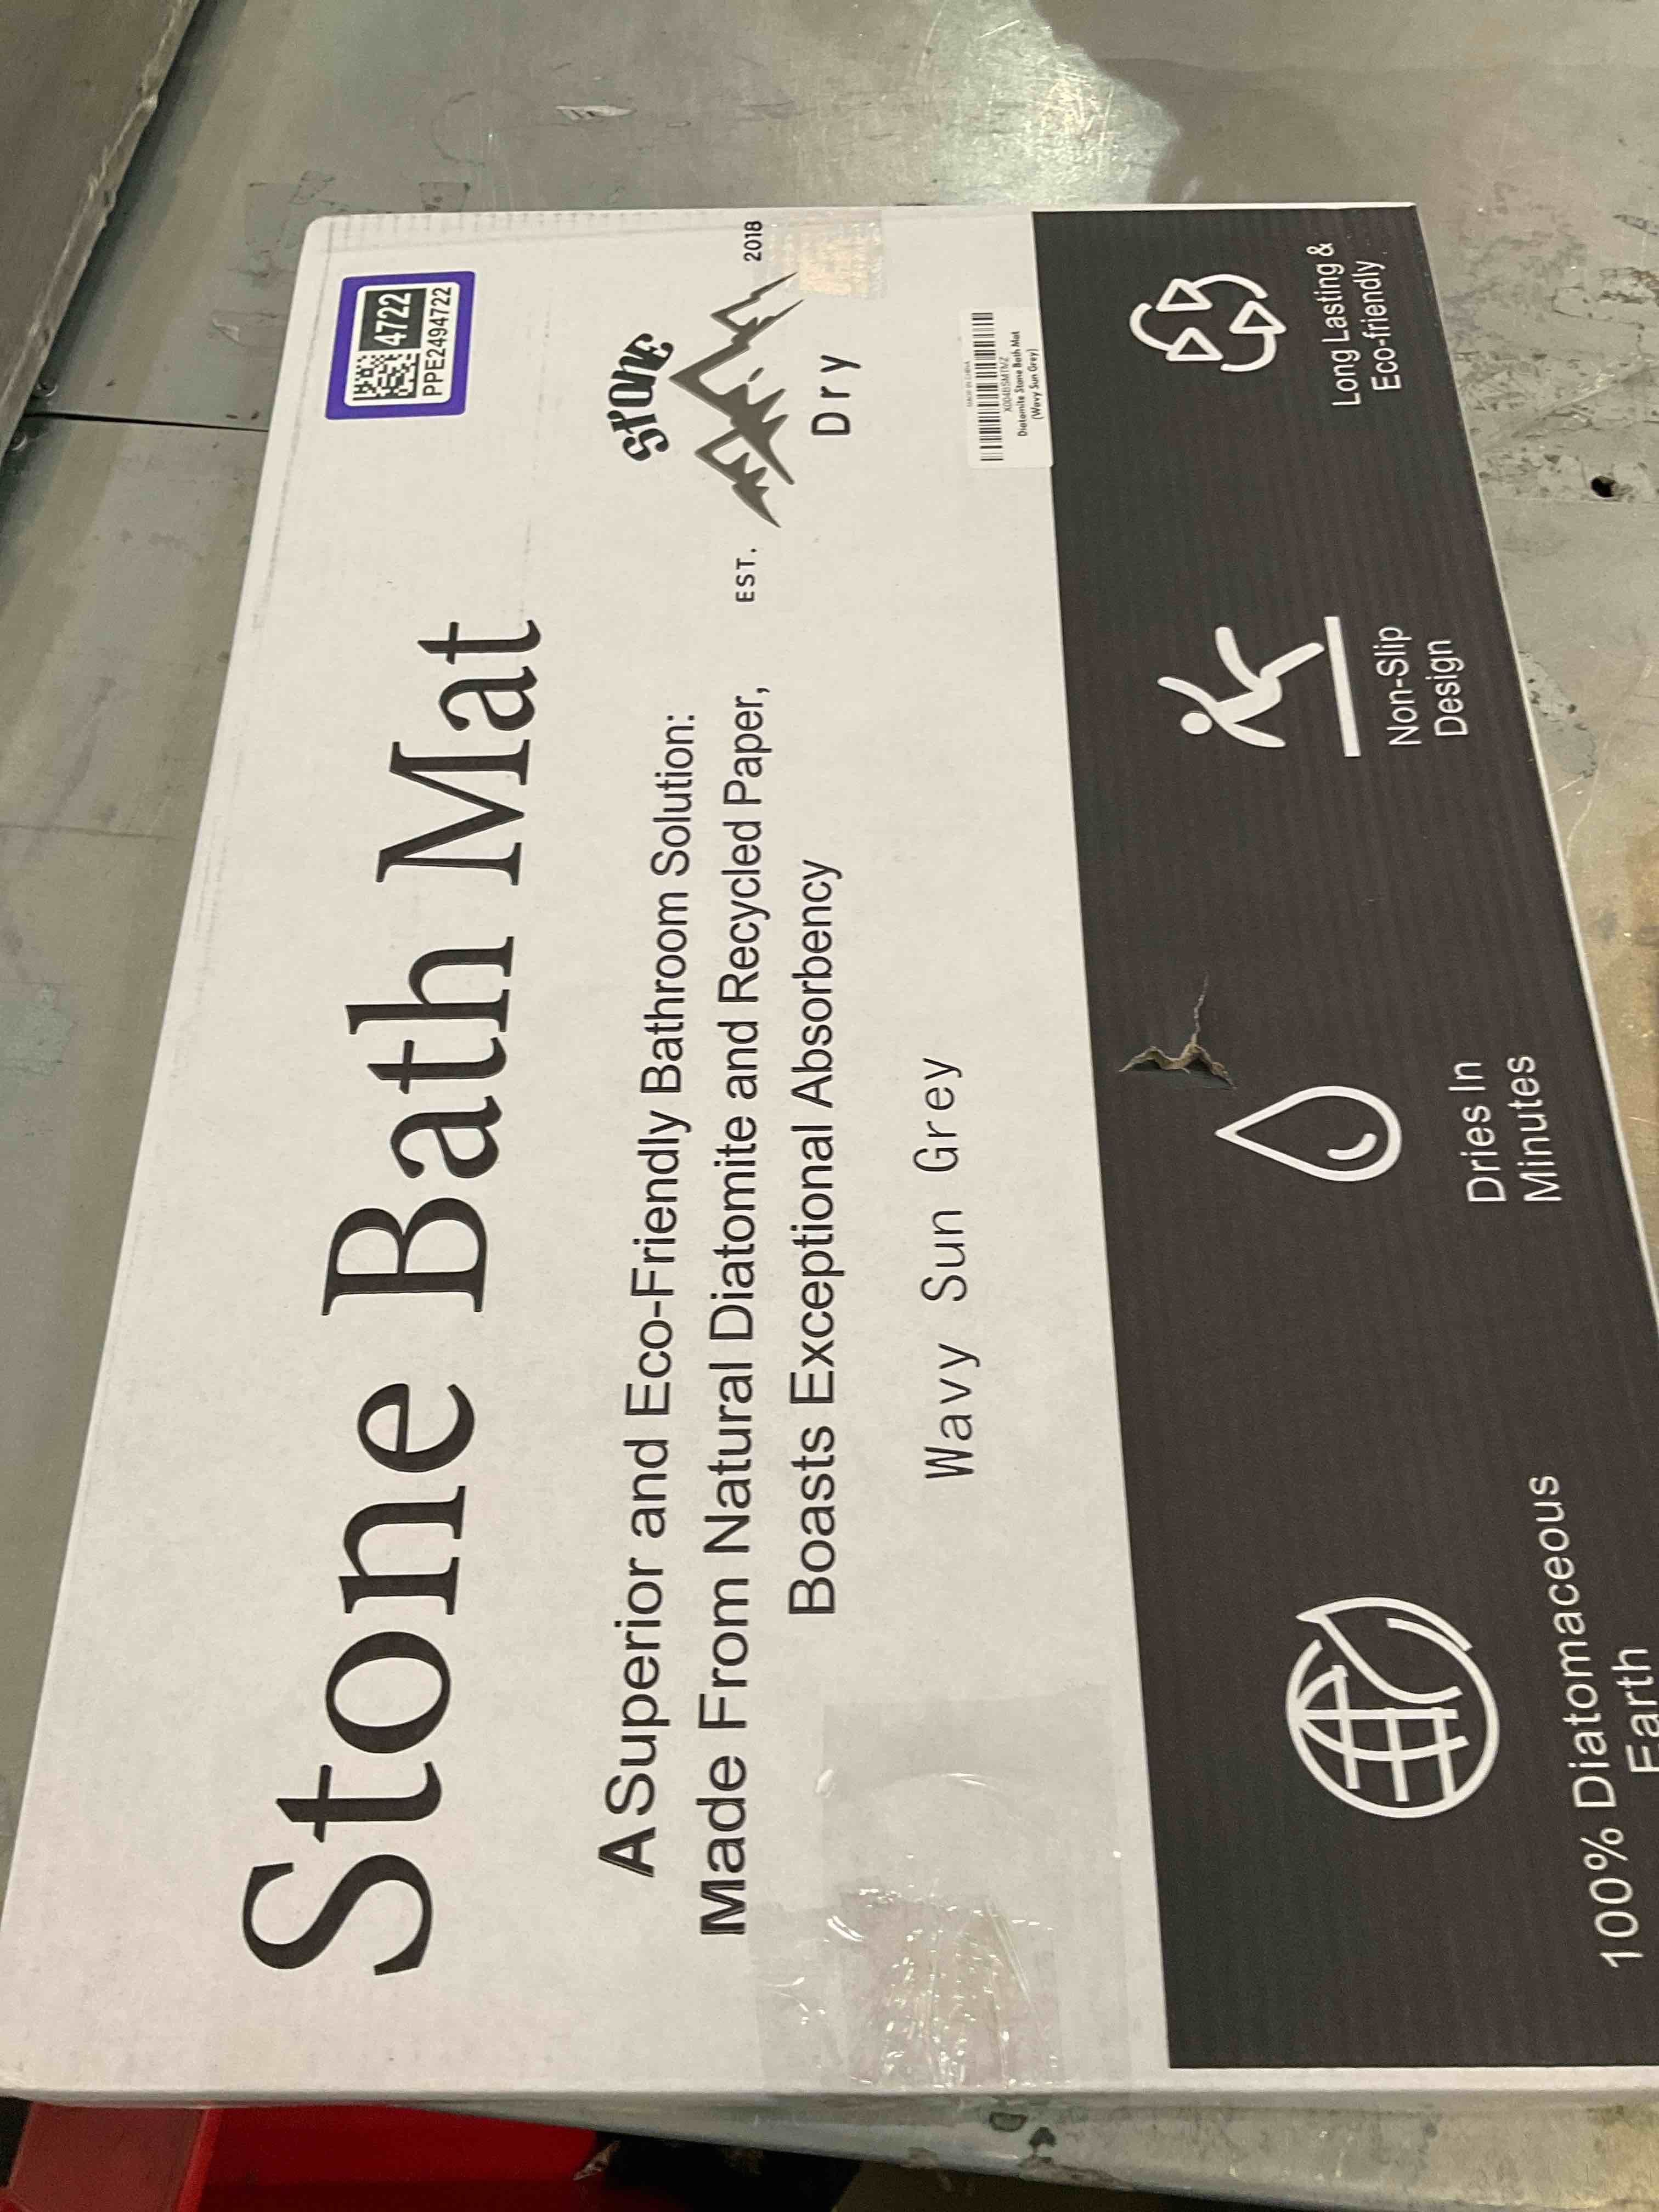 Stone Bath Mat
4722
PPE2494722
A Superior and Eco-Friendly Bathroom Solution:
Made From Natural Diatomite and Recycled Paper,
Boasts Exceptional Absorbency
Wavy Sun Grey
STONE
EST. 2018
Dry
Diatomite Stone Bath Mat
(Wavy Sun Grey)
100% Diatomaceous
Earth
Dries In
Minutes
Non-Slip
Design
Long Lasting &
Eco-friendly